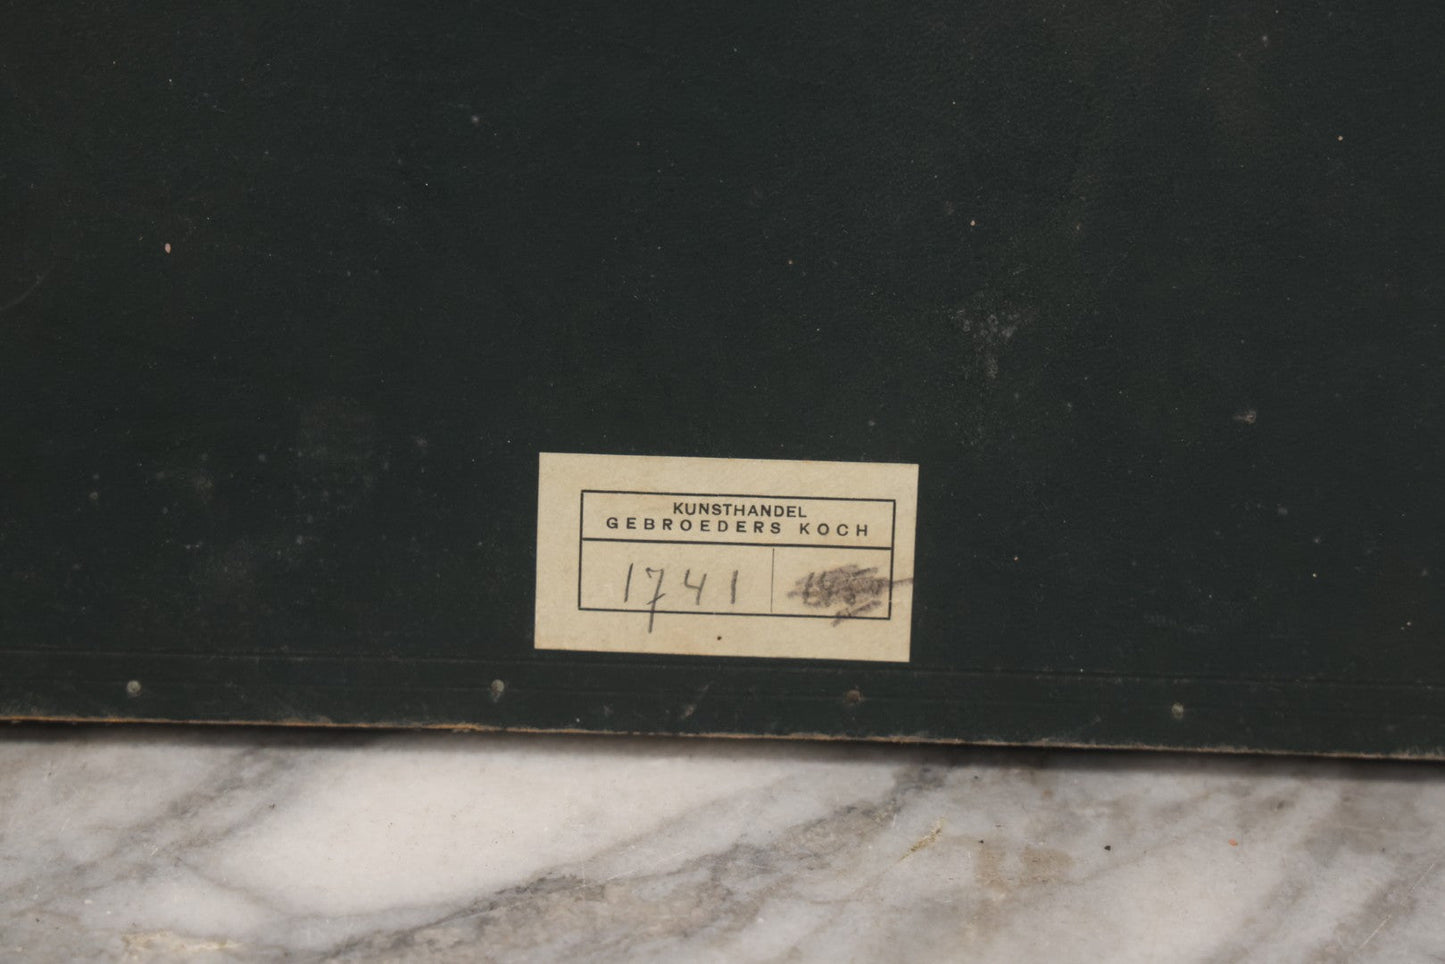 KUNSTHANDEL
GEBROEDERS KOCH
1741